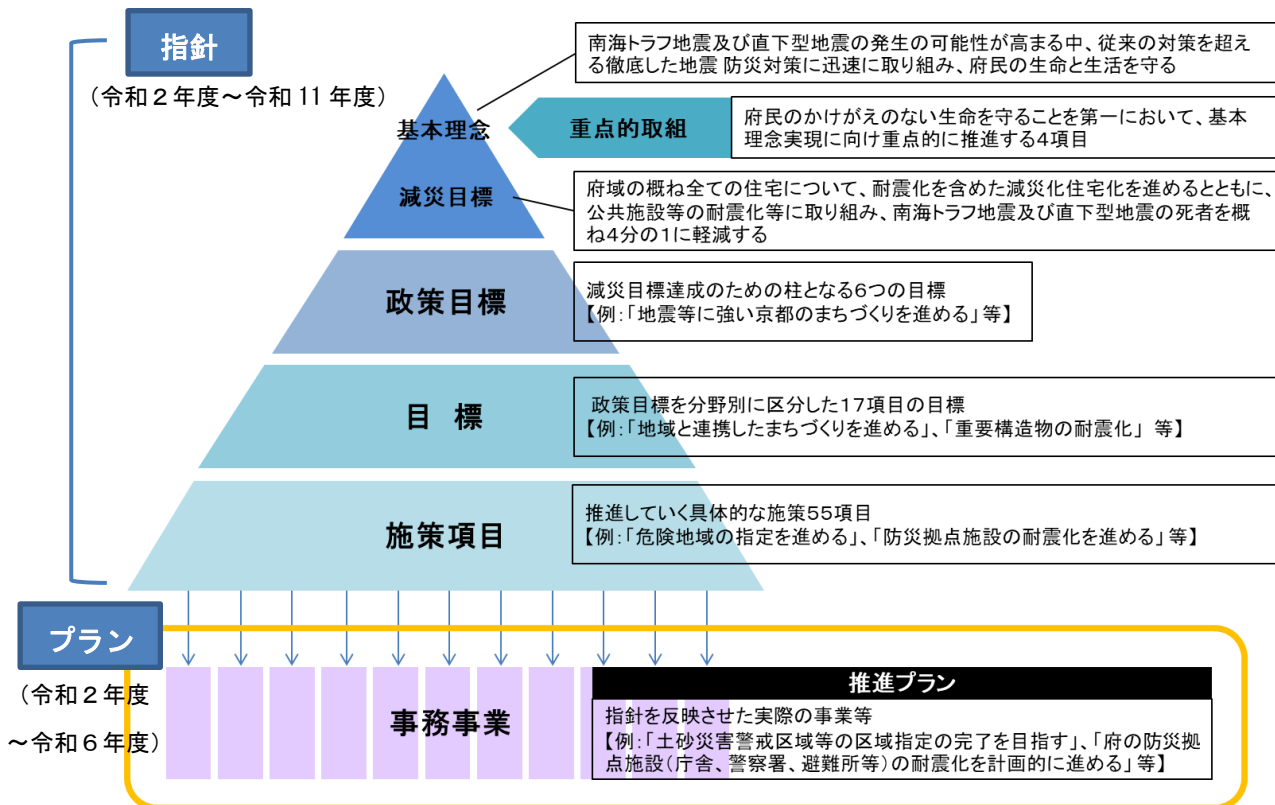 指針
(令和2年度~令和11年度)
南海トラフ地震及び直下型地震の発生の可能性が高まる中、従来の対策を超え
る徹底した地震 防災対策に迅速に取り組み、府民の生命と生活を守る
基本理念
重点的取組
府民のかけがえのない生命を守ることを第一において、基本
理念実現に向け重点的に推進する4項目
減災目標
府域の概ね全ての住宅について、耐震化を含めた減災化住宅化を進めるとともに、
公共施設等の耐震化等に取り組み、南海トラフ地震及び直下型地震の死者を概
ね4分の1に軽減する
政策目標
減災目標達成のための柱となる6つの目標
【例:「地震等に強い京都のまちづくりを進める」等】
目 標
政策目標を分野別に区分した17項目の目標
【例:「地域と連携したまちづくりを進める」、「重要構造物の耐震化」 等】
施策項目
推進していく具体的な施策55項目
【例:「危険地域の指定を進める」、「防災拠点施設の耐震化を進める」等】
プラン
(令和2年度
~令和6年度)
事務事業
推進プラン
指針を反映させた実際の事業等
【例:「土砂災害警戒区域等の区域指定の完了を目指す」、「府の防災拠
点施設(庁舎、警察署、避難所等)の耐震化を計画的に進める」等】